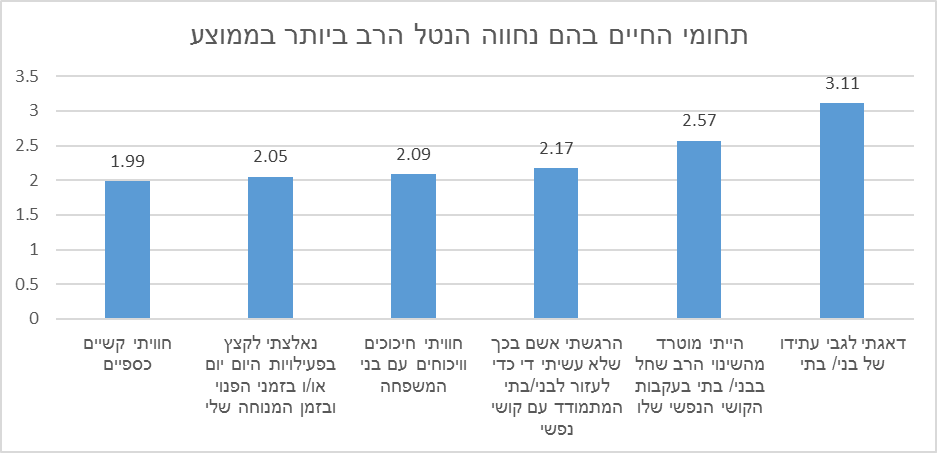 תחומי החיים בהם נחווה הנטל הרב ביותר בממוצע
3.5
3
2.5
2
1.5
1
0.5
0
1.99
2.05
2.09
2.17
2.57
3.11
חוויתי קשיים
כספיים
נאלצתי לקצץ
בפעילויות היום יום
או/ו בזמני הפנוי
ובזמן המנוחה שלי
חוויתי חיכוכים
וויכוחים עם בני
המשפחה
הרגשתי אשם בכך
שלא עשיתי די כדי
לעזור לבני/בתי
המתמודד עם קושי
נפשי
הייתי מוטרד
מהשינוי הרב שחל
בבני/ בתי בעקבות
הקושי הנפשי שלו
דאגתי לגבי עתידו
של בני/ בתי